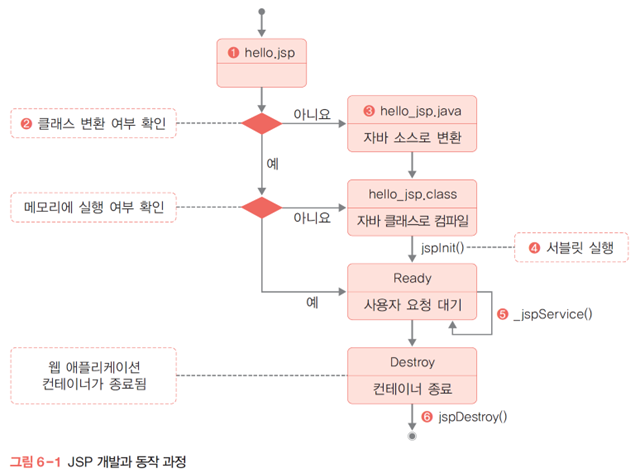 ❶ hello.jsp
❷ 클래스 변환 여부 확인
아니요
❸ hello_jsp.java
자바 소스로 변환
예
메모리에 실행 여부 확인
아니요
hello_jsp.class
자바 클래스로 컴파일
jspInit()
❹ 서블릿 실행
Ready
사용자 요청 대기
예
❺ _jspService()
웹 애플리케이션
컨테이너가 종료됨
Destroy
컨테이너 종료
❻ jspDestroy()
그림 6-1 JSP 개발과 동작 과정